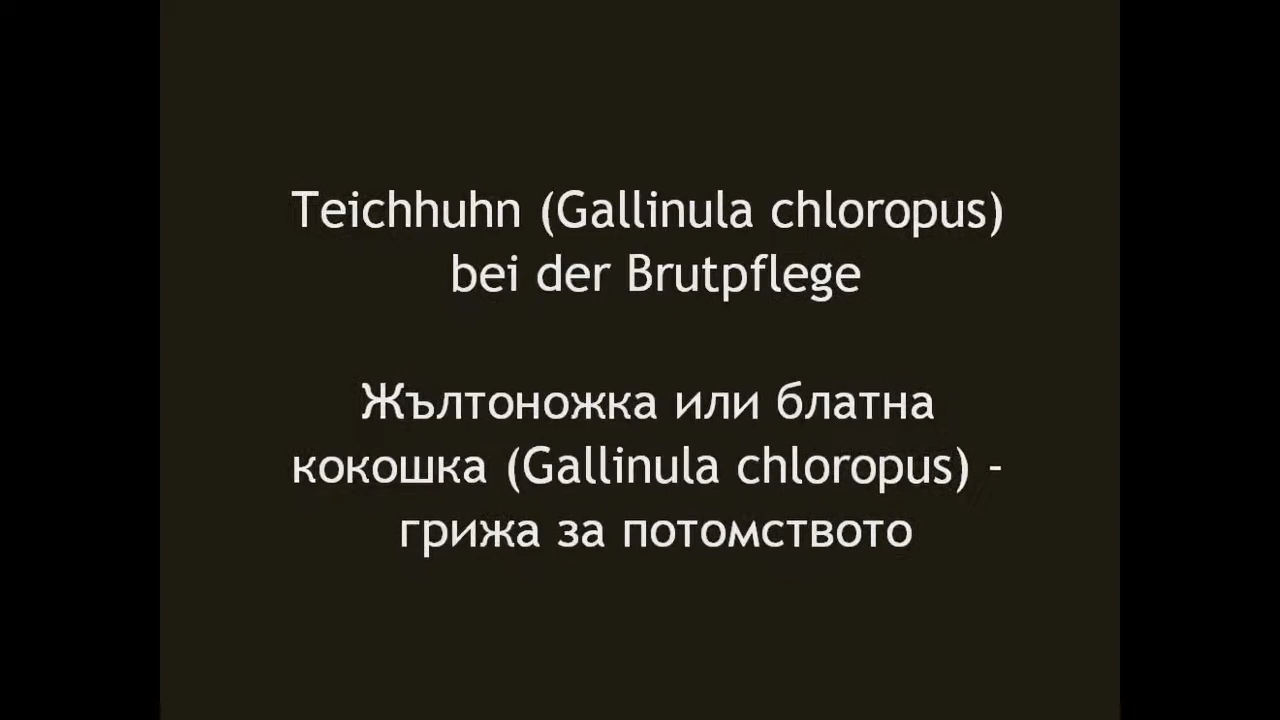 Teichhuhn (Gallinula chloropus)
bei der Brutpflege
Жълтоножка или блатна
кокошка (Gallinula chloropus) -
грижа за потомството